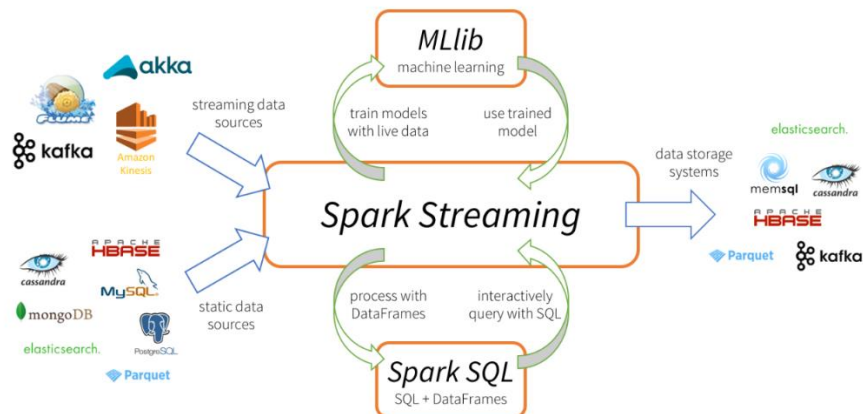 MLlib
machine learning
akka
FLUME
kafka
Amazon
Kinesis
streaming data
sources
train models
with live data
use trained
model
Spark Streaming
data storage
systems
elasticsearch.
memsql
cassandra
APACHE
HBASE
Parquet
kafka
APACHE
HBASE
cassandra
MySQL
mongoDB
PostgreSQL
elasticsearch.
Parquet
static data
sources
process with
DataFrames
interactively
query with SQL
Spark SQL
SQL + DataFrames